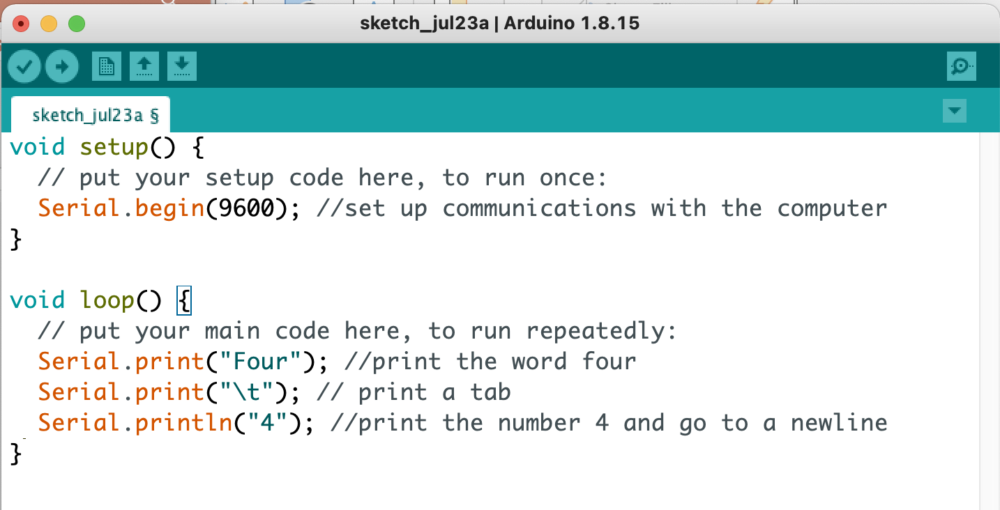 sketch_jul23a | Arduino 1.8.15
sketch_jul23a §
void setup() {
  // put your setup code here, to run once:
  Serial.begin(9600); //set up communications with the computer
}

void loop() {
  // put your main code here, to run repeatedly:
  Serial.print("Four"); //print the word four
  Serial.print("\t"); // print a tab
  Serial.println("4"); //print the number 4 and go to a newline
}